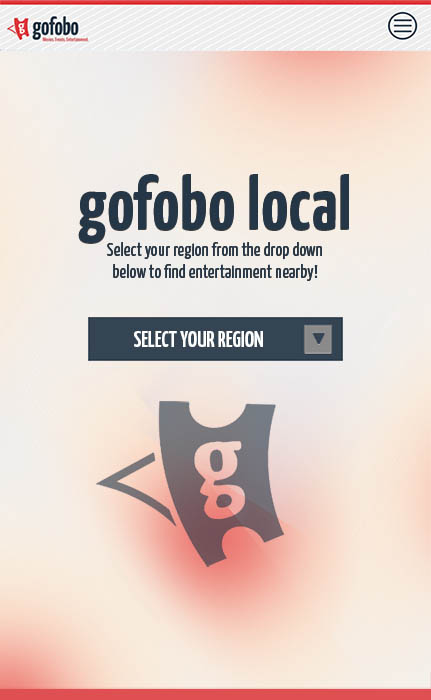 g
gofobo
Movies. Events. Entertainment.
gofobo local
Select your region from the drop down
below to find entertainment nearby!
SELECT YOUR REGION
g